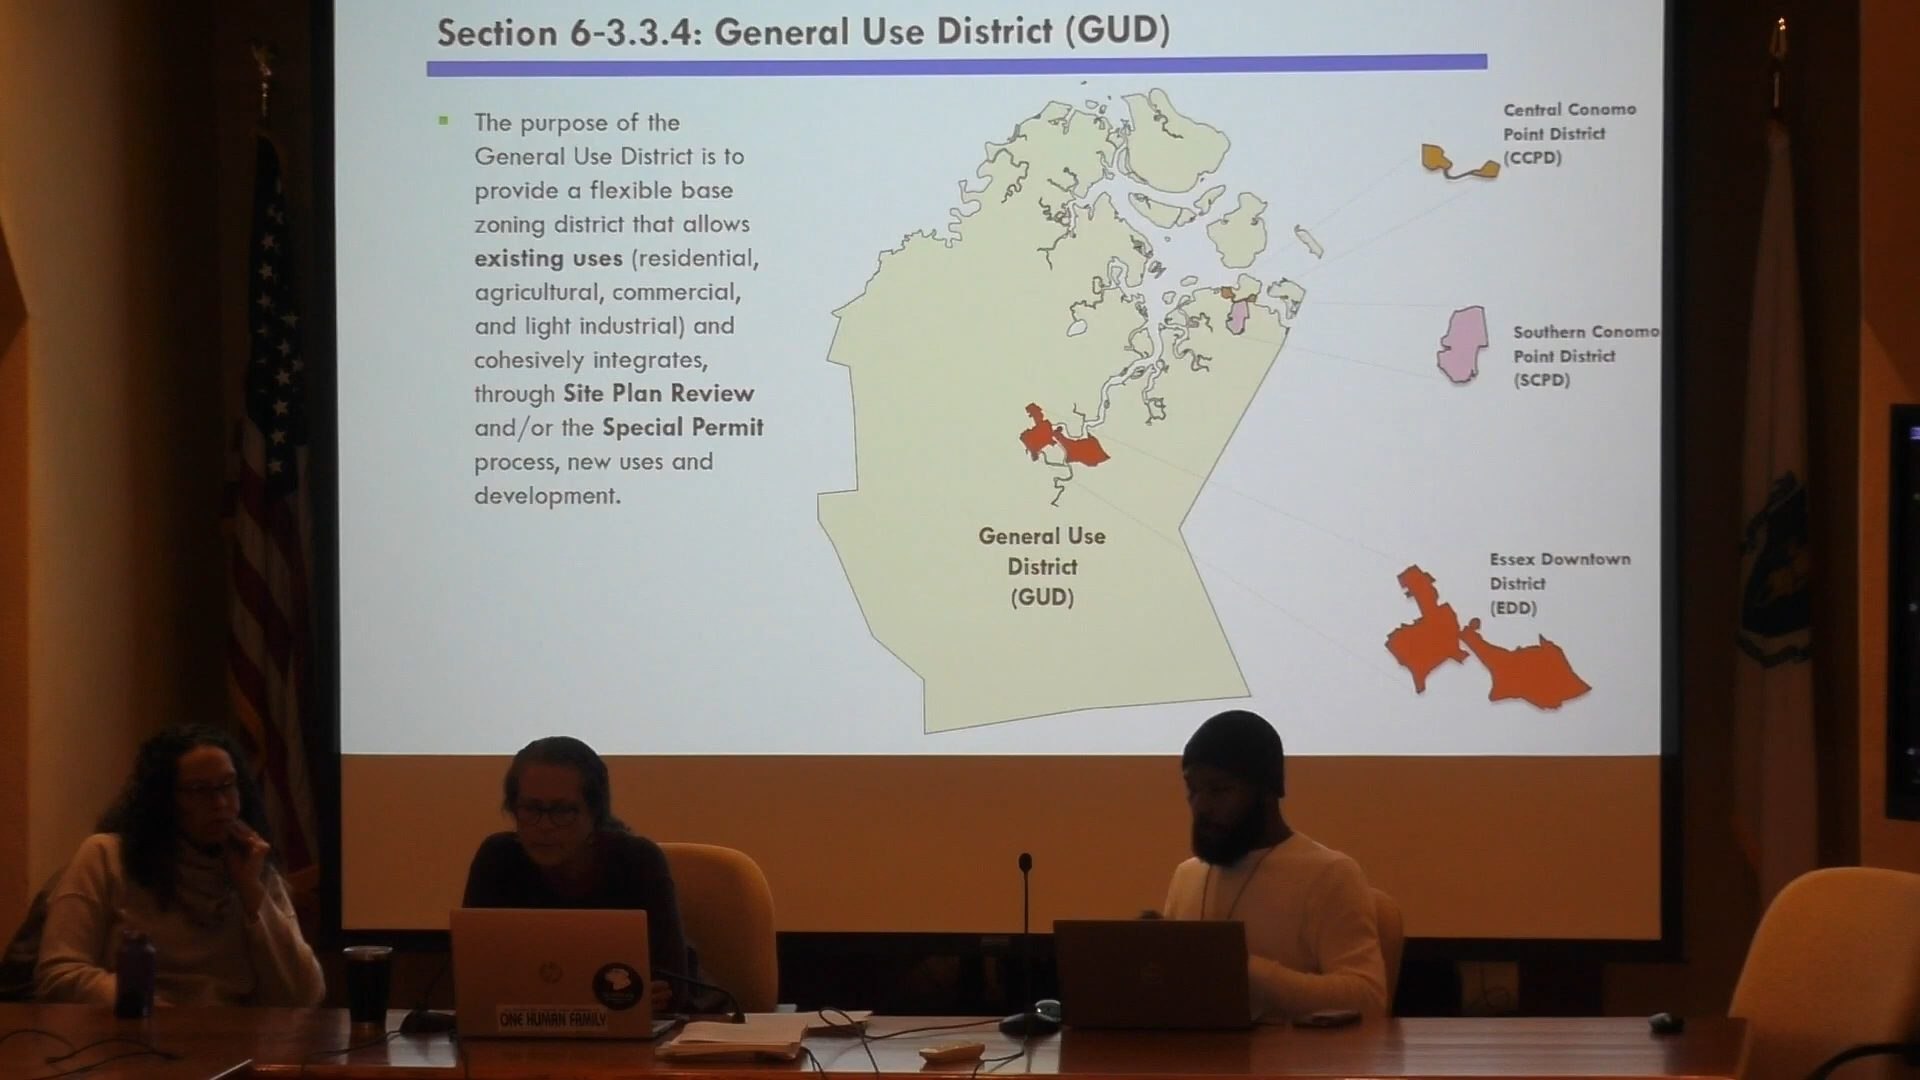 Section 6-3.3.4: General Use District (GUD)
The purpose of the
General Use District is to
provide a flexible base
zoning district that allows
existing uses (residential,
agricultural, commercial,
and light industrial) and
cohesively integrates,
through Site Plan Review
and/or the Special Permit
process, new uses and
development.
General Use
District
(GUD)
Central Conomo
Point District
(CCPD)
Southern Conomo
Point District
(SCPD)
Essex Downtown
District
(EDD)
ONE HUMAN FAMILY
hp